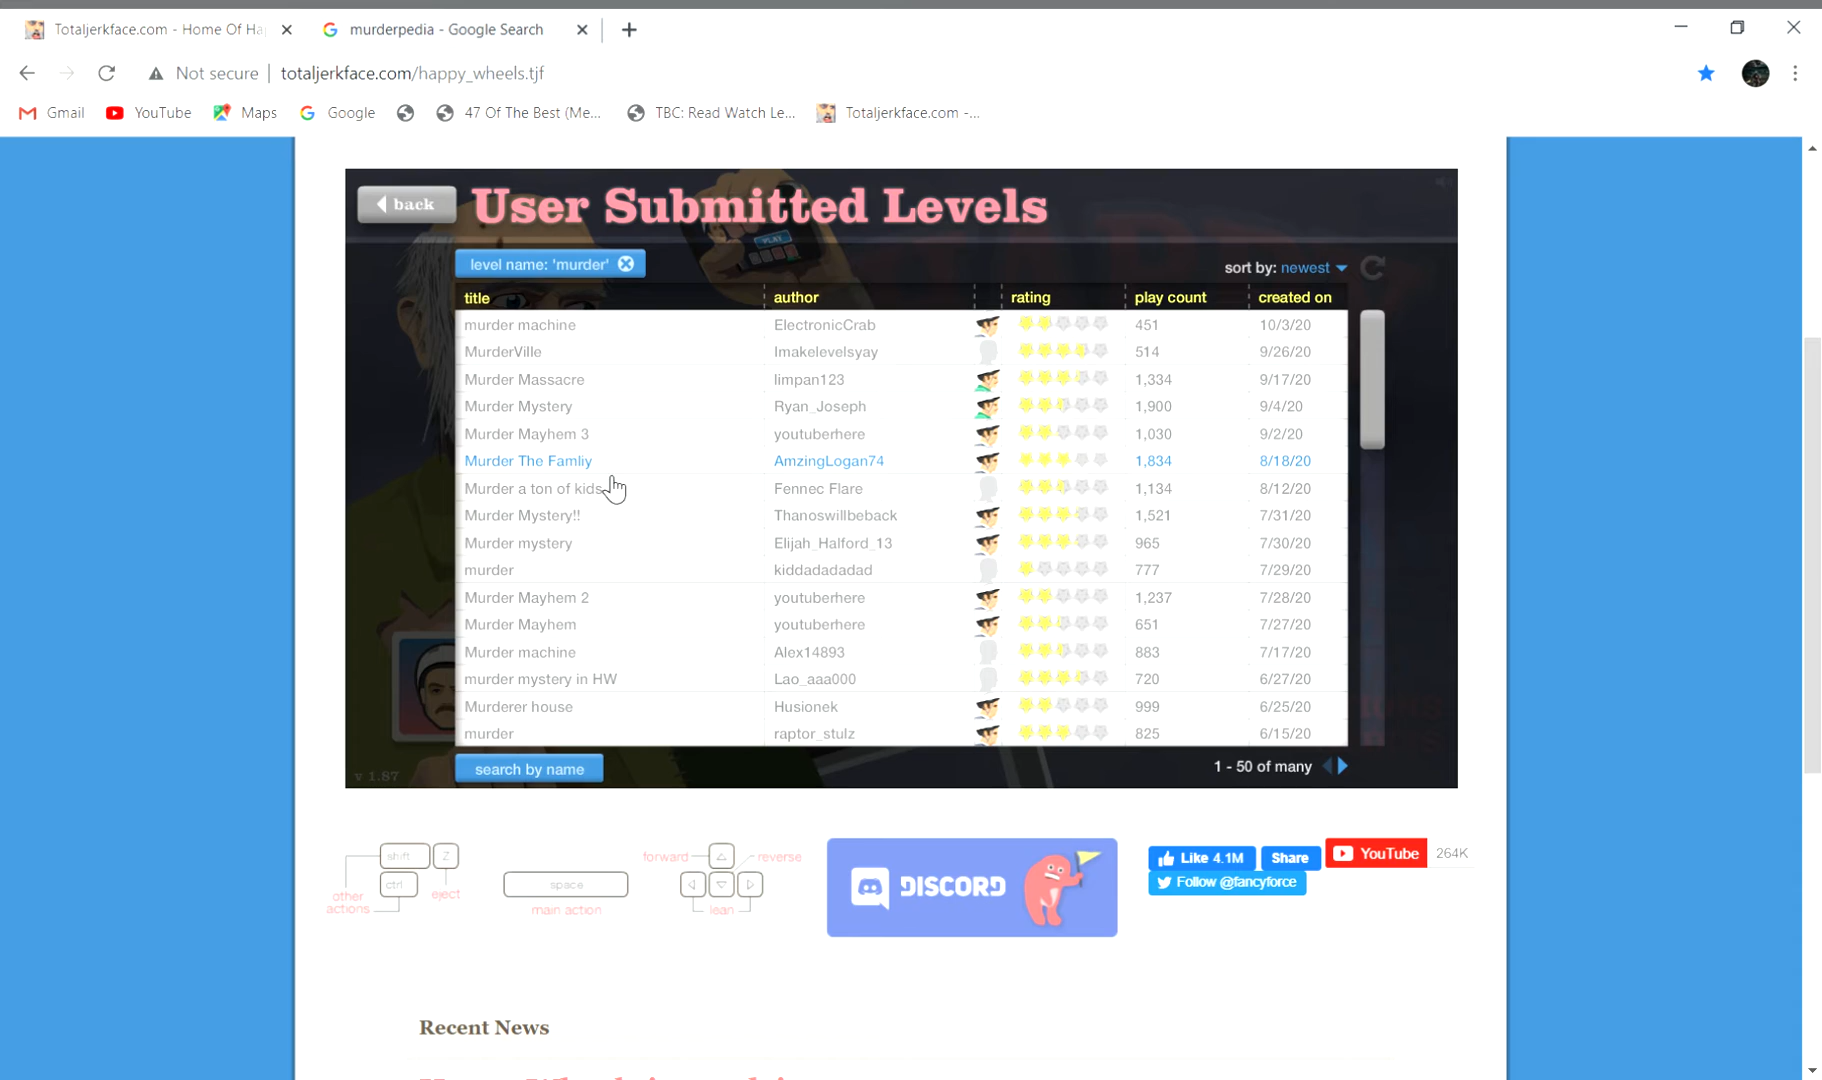 Totaljerkface.com - Home Of Ha
murderpedia - Google Search
Not secure totaljerkface.com/happy_wheels.tjf
Gmail YouTube Maps Google 47 Of The Best (Me... TBC: Read Watch Le... Totaljerkface.com -...
back User Submitted Levels
level name: 'murder' sort by: newest
title author rating play count created on
murder machine ElectronicCrab 451 10/3/20
MurderVille Imakelevelsyay 514 9/26/20
Murder Massacre limpan123 1,334 9/17/20
Murder Mystery Ryan_Joseph 1,900 9/4/20
Murder Mayhem 3 youtuberhere 1,030 9/2/20
Murder The Famliy AmzingLogan74 1,834 8/18/20
Murder a ton of kids Fennec Flare 1,134 8/12/20
Murder Mystery!! Thanoswillbeback 1,521 7/31/20
Murder mystery Elijah_Halford_13 965 7/30/20
murder kiddadadadad 777 7/29/20
Murder Mayhem 2 youtuberhere 1,237 7/28/20
Murder Mayhem youtuberhere 651 7/27/20
Murder machine Alex14893 883 7/17/20
murder mystery in HW Lao_aaa000 720 6/27/20
Murderer house Husionek 999 6/25/20
murder raptor_stulz 825 6/15/20
search by name 1 - 50 of many
v 1.87
shift Z
ctrl
other actions eject
space
main action
forward reverse
lean
DISCORD
Like 4.1M Share YouTube 264K
Follow @fancyforce
Recent News